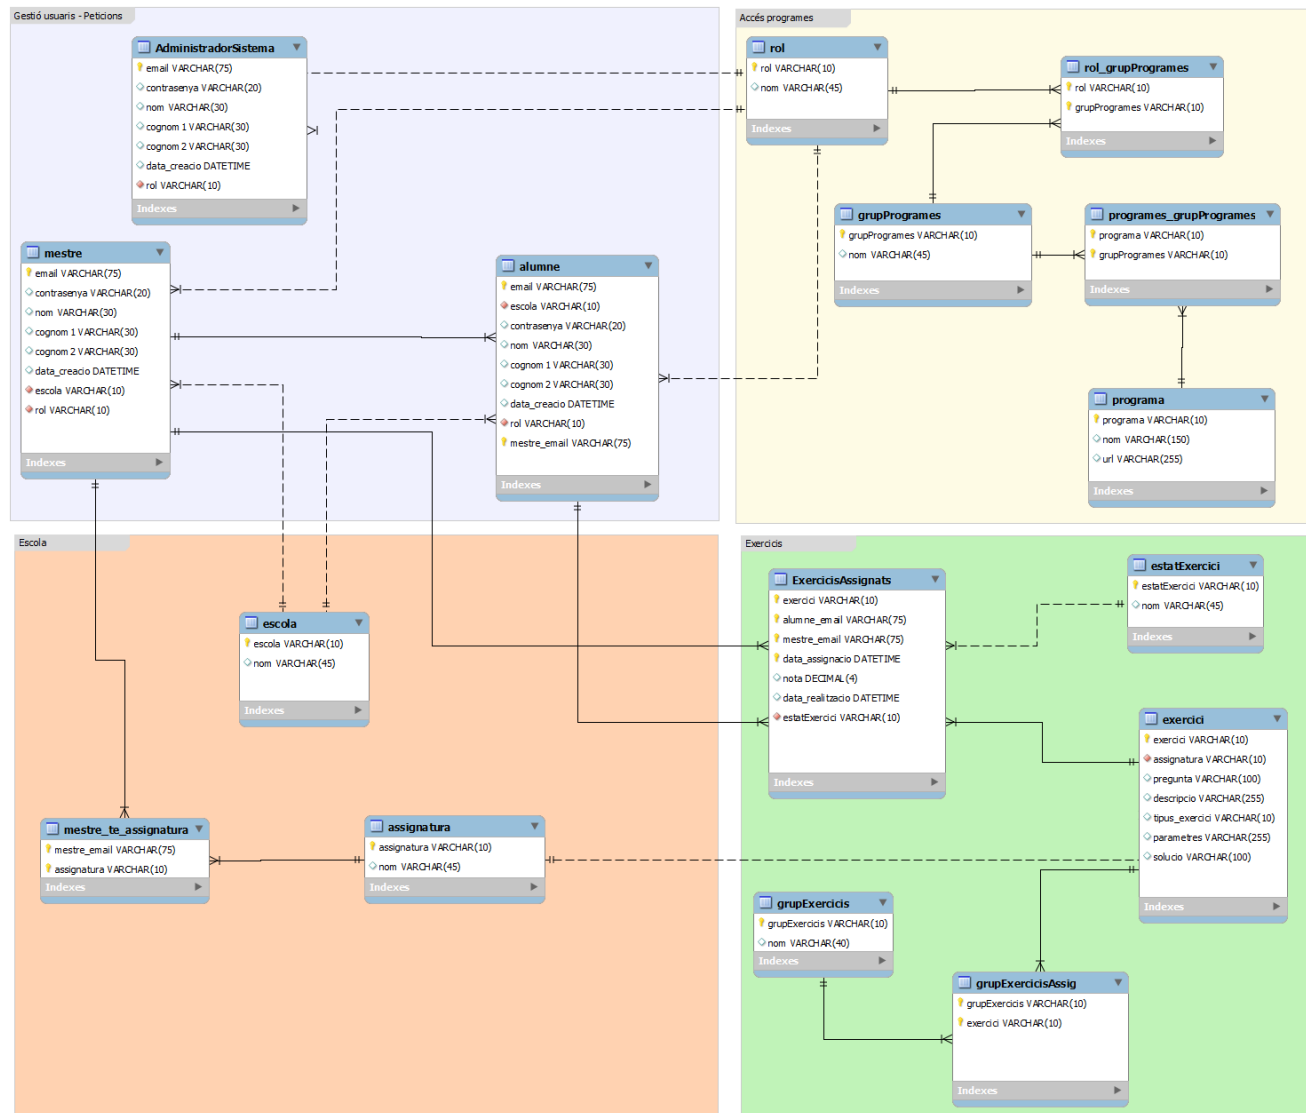 Gestió usuaris - Peticions
AdministradorSistema
email VARCHAR(75)
contrasenya VARCHAR(20)
nom VARCHAR(30)
cognom 1 VARCHAR(30)
cognom 2 VARCHAR(30)
data_creacio DATETIME
rol VARCHAR(10)
Indexes
mestre
email VARCHAR(75)
contrasenya VARCHAR(20)
nom VARCHAR(30)
cognom 1 VARCHAR(30)
cognom 2 VARCHAR(30)
data_creacio DATETIME
escola VARCHAR(10)
rol VARCHAR(10)
Indexes
alumne
email VARCHAR(75)
escola VARCHAR(10)
contrasenya VARCHAR(20)
nom VARCHAR(30)
cognom 1 VARCHAR(30)
cognom 2 VARCHAR(30)
data_creacio DATETIME
rol VARCHAR(10)
mestre_email VARCHAR(75)
Indexes
Accés programes
rol
rol VARCHAR(10)
nom VARCHAR(45)
Indexes
rol_grupProgrames
rol VARCHAR(10)
grupProgrames VARCHAR(10)
Indexes
grupProgrames
grupProgrames VARCHAR(10)
nom VARCHAR(45)
Indexes
programes_grupProgrames
programa VARCHAR(10)
grupProgrames VARCHAR(10)
Indexes
programa
programa VARCHAR(10)
nom VARCHAR(150)
url VARCHAR(255)
Indexes
Escola
escola
escola VARCHAR(10)
nom VARCHAR(45)
Indexes
mestre_te_assignatura
mestre_email VARCHAR(75)
assignatura VARCHAR(10)
Indexes
assignatura
assignatura VARCHAR(10)
nom VARCHAR(45)
Indexes
Exercicis
ExercicisAssignats
exercici VARCHAR(10)
alumne_email VARCHAR(75)
mestre_email VARCHAR(75)
data_assignacio DATETIME
nota DECIMAL(4)
data_realitzacio DATETIME
estatExercici VARCHAR(10)
Indexes
estatExercici
estatExercici VARCHAR(10)
nom VARCHAR(45)
Indexes
exercici
exercici VARCHAR(10)
assignatura VARCHAR(10)
pregunta VARCHAR(100)
descripcio VARCHAR(255)
tipus_exercici VARCHAR(10)
parametres VARCHAR(255)
solucio VARCHAR(100)
Indexes
grupExercicis
grupExercicis VARCHAR(10)
nom VARCHAR(40)
Indexes
grupExercicisAssig
grupExercicis VARCHAR(10)
exercici VARCHAR(10)
Indexes